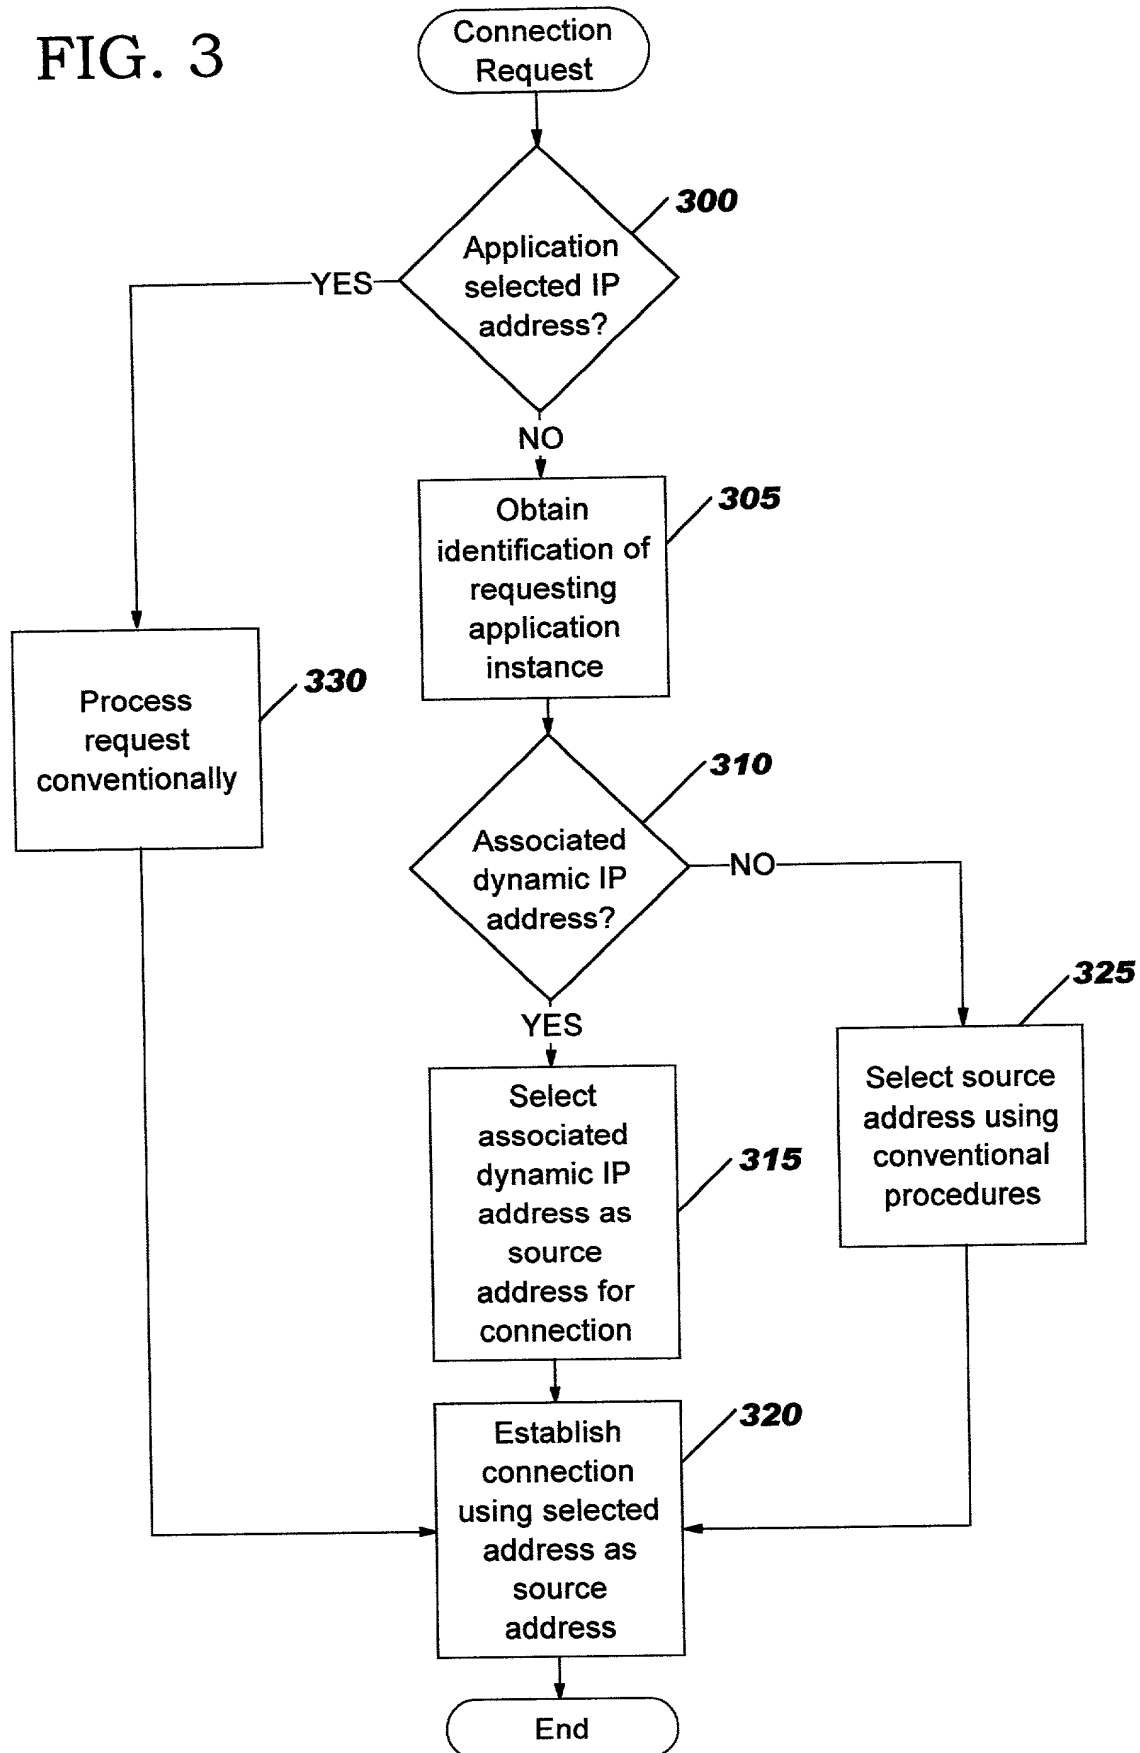 FIG. 3
Connection
Request
300
Application
selected IP
address?
YES
NO
305
Obtain
identification of
requesting
application
instance
330
Process
request
conventionally
310
Associated
dynamic IP
address?
NO
YES
325
Select source
address using
conventional
procedures
315
Select
associated
dynamic IP
address as
source
address for
connection
320
Establish
connection
using selected
address as
source
address
End